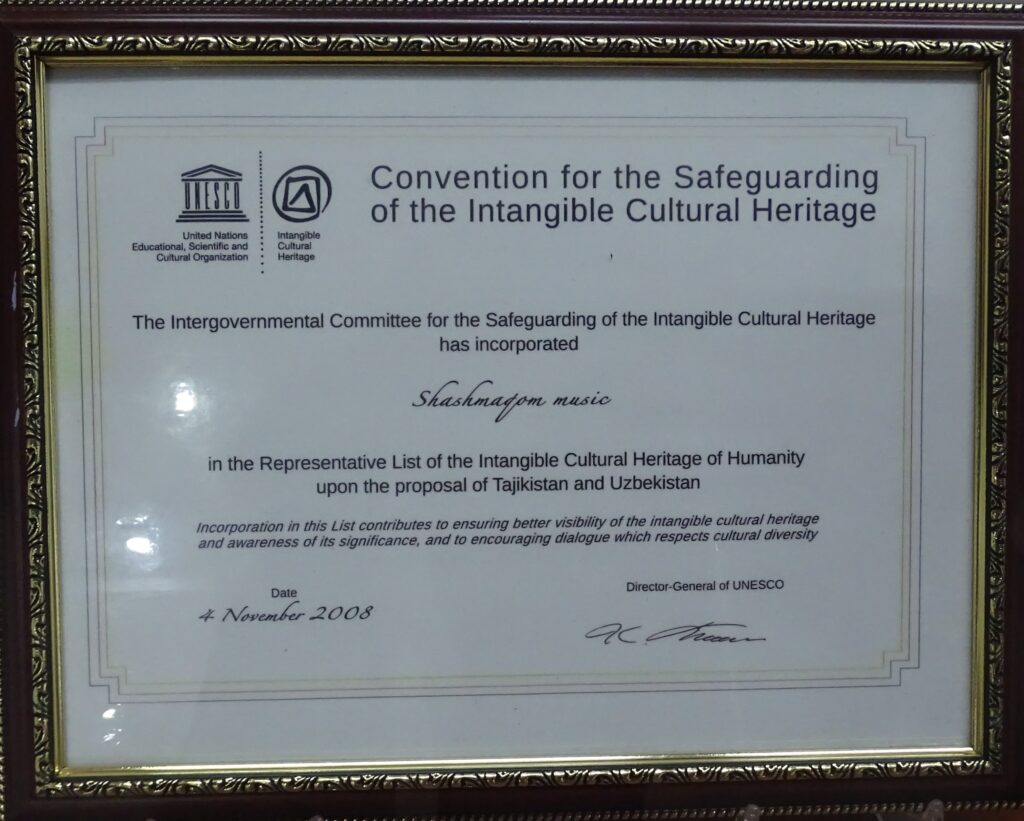 UNESCO
United Nations
Educational, Scientific and
Cultural Organization
Intangible
Cultural
Heritage
Convention for the Safeguarding
of the Intangible Cultural Heritage
The Intergovernmental Committee for the Safeguarding of the Intangible Cultural Heritage
has incorporated
Shashmaqom music
in the Representative List of the Intangible Cultural Heritage of Humanity
upon the proposal of Tajikistan and Uzbekistan
Incorporation in this List contributes to ensuring better visibility of the intangible cultural heritage
and awareness of its significance, and to encouraging dialogue which respects cultural diversity
Date
4 November 2008
Director-General of UNESCO